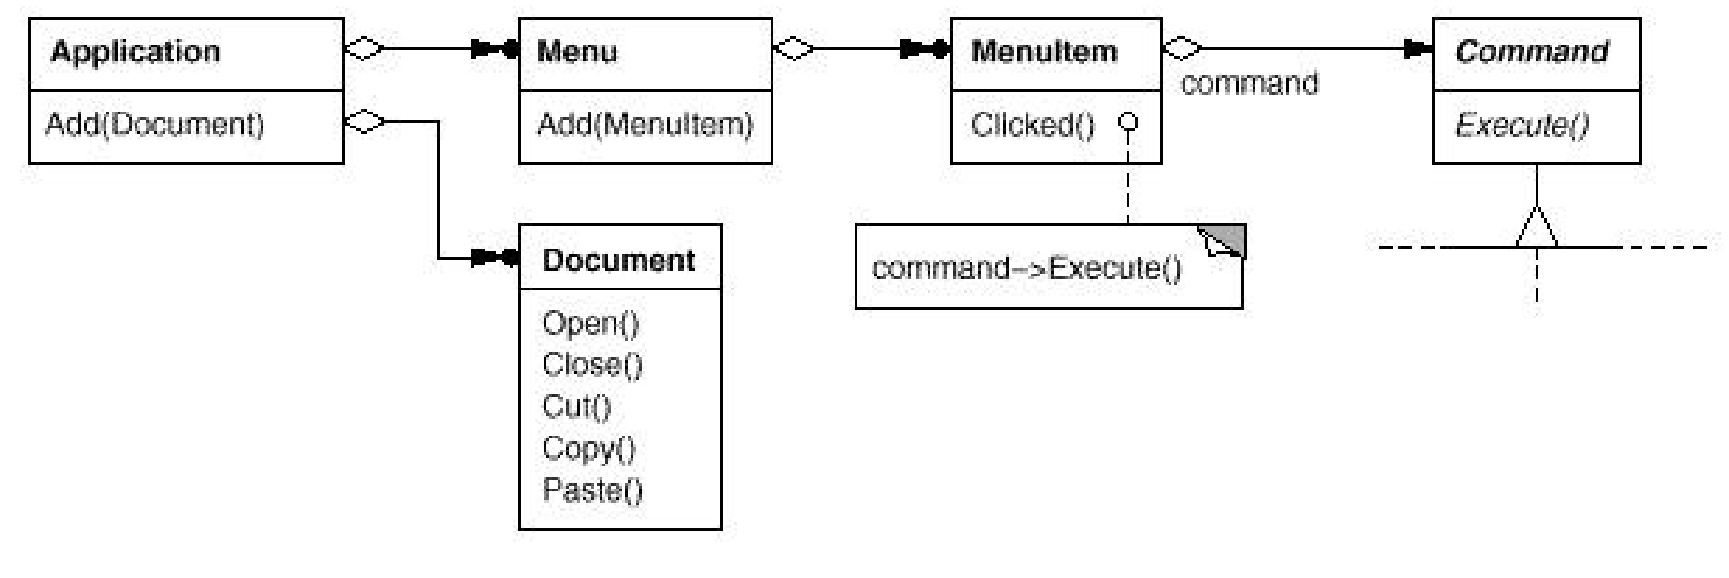 Application
Add(Document)
Menu
Add(MenuItem)
MenuItem
Clicked()
command
Command
Execute()
command->Execute()
Document
Open()
Close()
Cut()
Copy()
Paste()